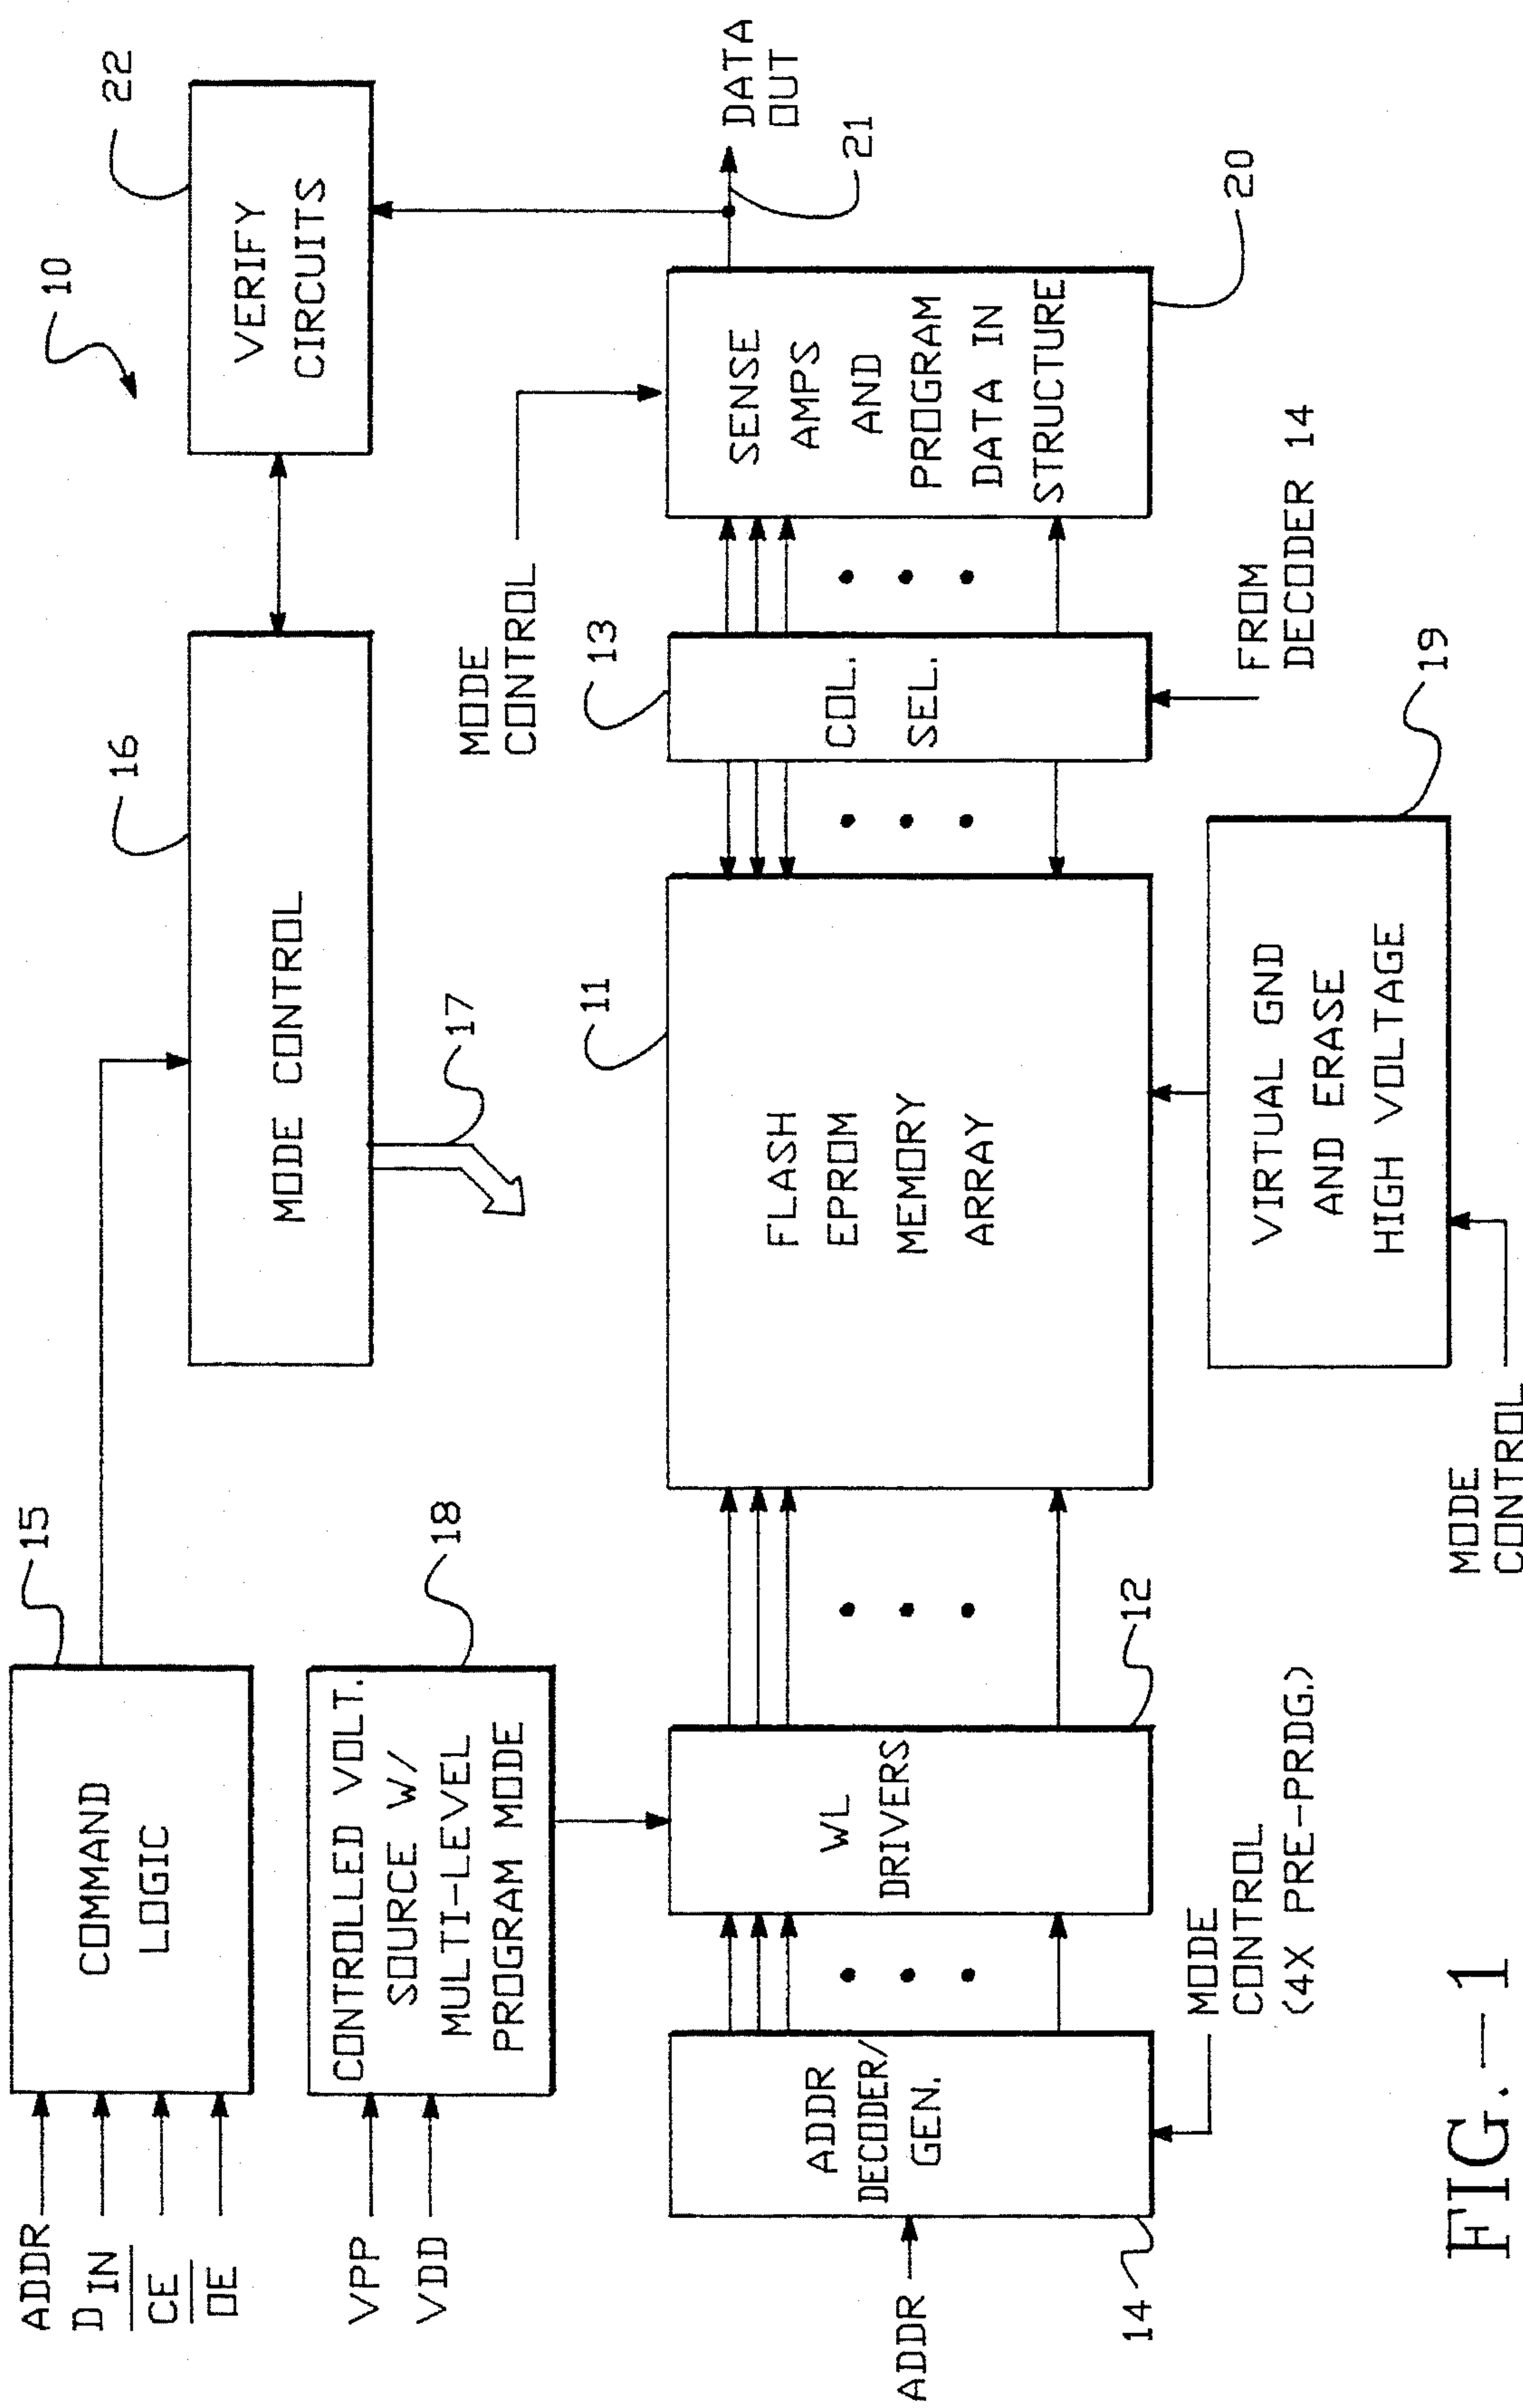 10
ADDR
D IN
CE
OE
COMMAND
LOGIC
15
MODE CONTROL
16
17
VERIFY
CIRCUITS
22
VPP
VDD
CONTROLLED VOLT.
SOURCE W/
MULTI-LEVEL
PROGRAM MODE
18
MODE
CONTROL
ADDR
ADDR
DECODER/
GEN.
14
WL
DRIVERS
12
FLASH
EPROM
MEMORY
ARRAY
11
COL.
SEL.
13
SENSE
AMPS
AND
PROGRAM
DATA IN
STRUCTURE
20
DATA
OUT
21
MODE
CONTROL
(4X PRE-PRDG.)
VIRTUAL GND
AND ERASE
HIGH VOLTAGE
19
FROM
DECODER 14
MODE
CONTROL
FIG.-1